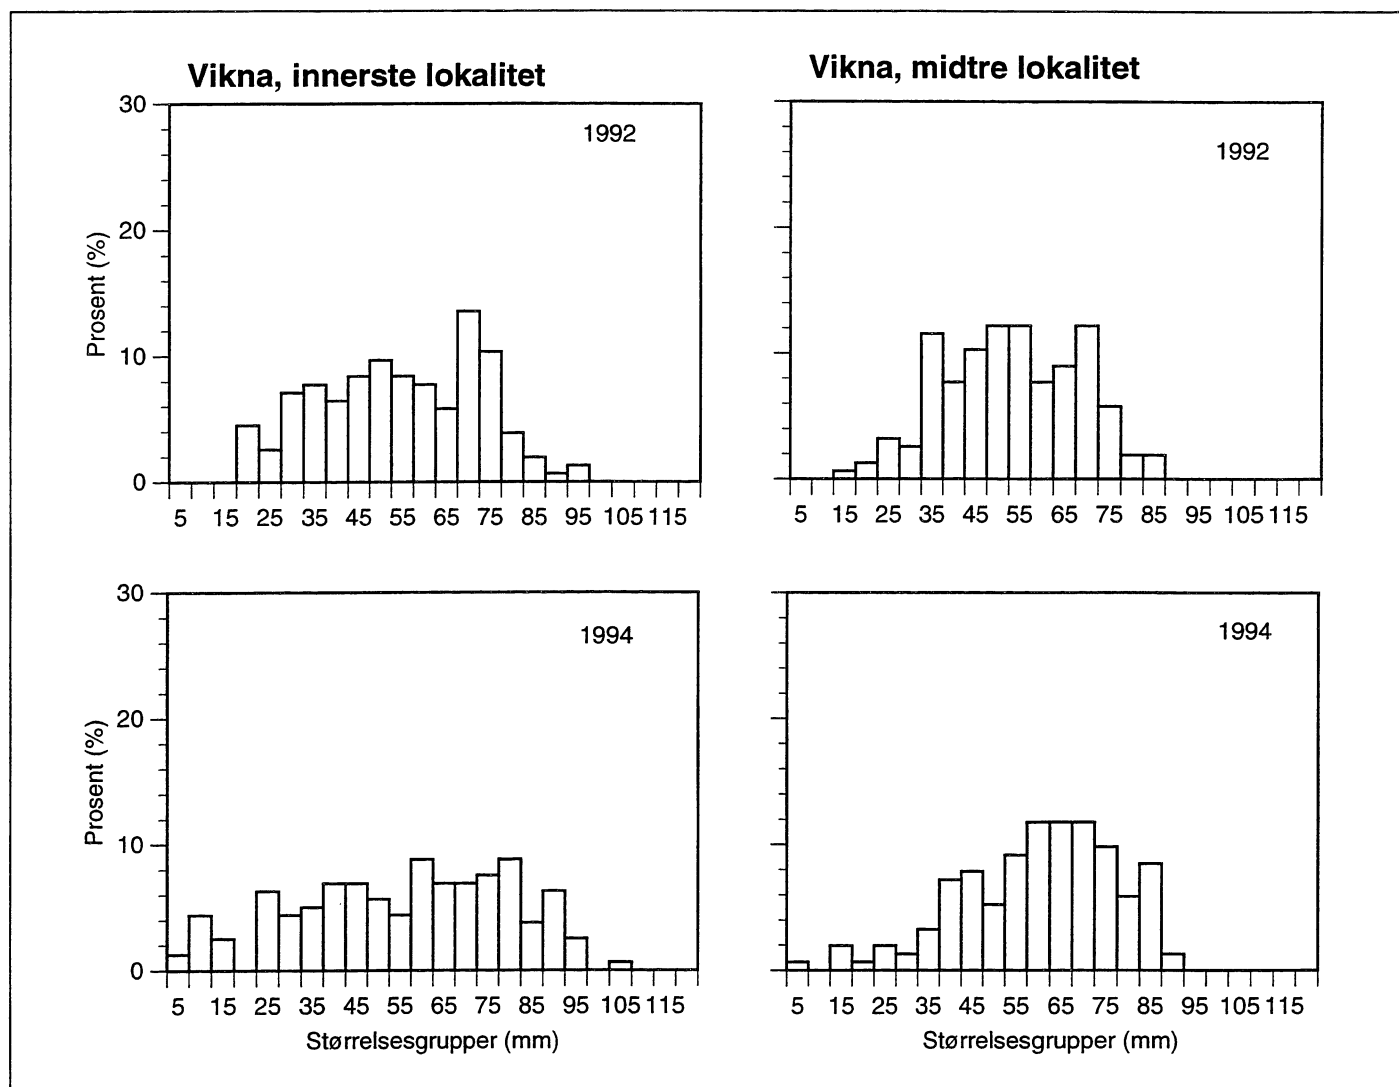 Vikna, innerste lokalitet
30
20
10
0
Prosent (%)
1992
5 15 25 35 45 55 65 75 85 95 105 115
Vikna, midtre lokalitet
1992
5 15 25 35 45 55 65 75 85 95 105 115
30
20
10
0
Prosent (%)
1994
5 15 25 35 45 55 65 75 85 95 105 115
Størrelsesgrupper (mm)
1994
5 15 25 35 45 55 65 75 85 95 105 115
Størrelsesgrupper (mm)